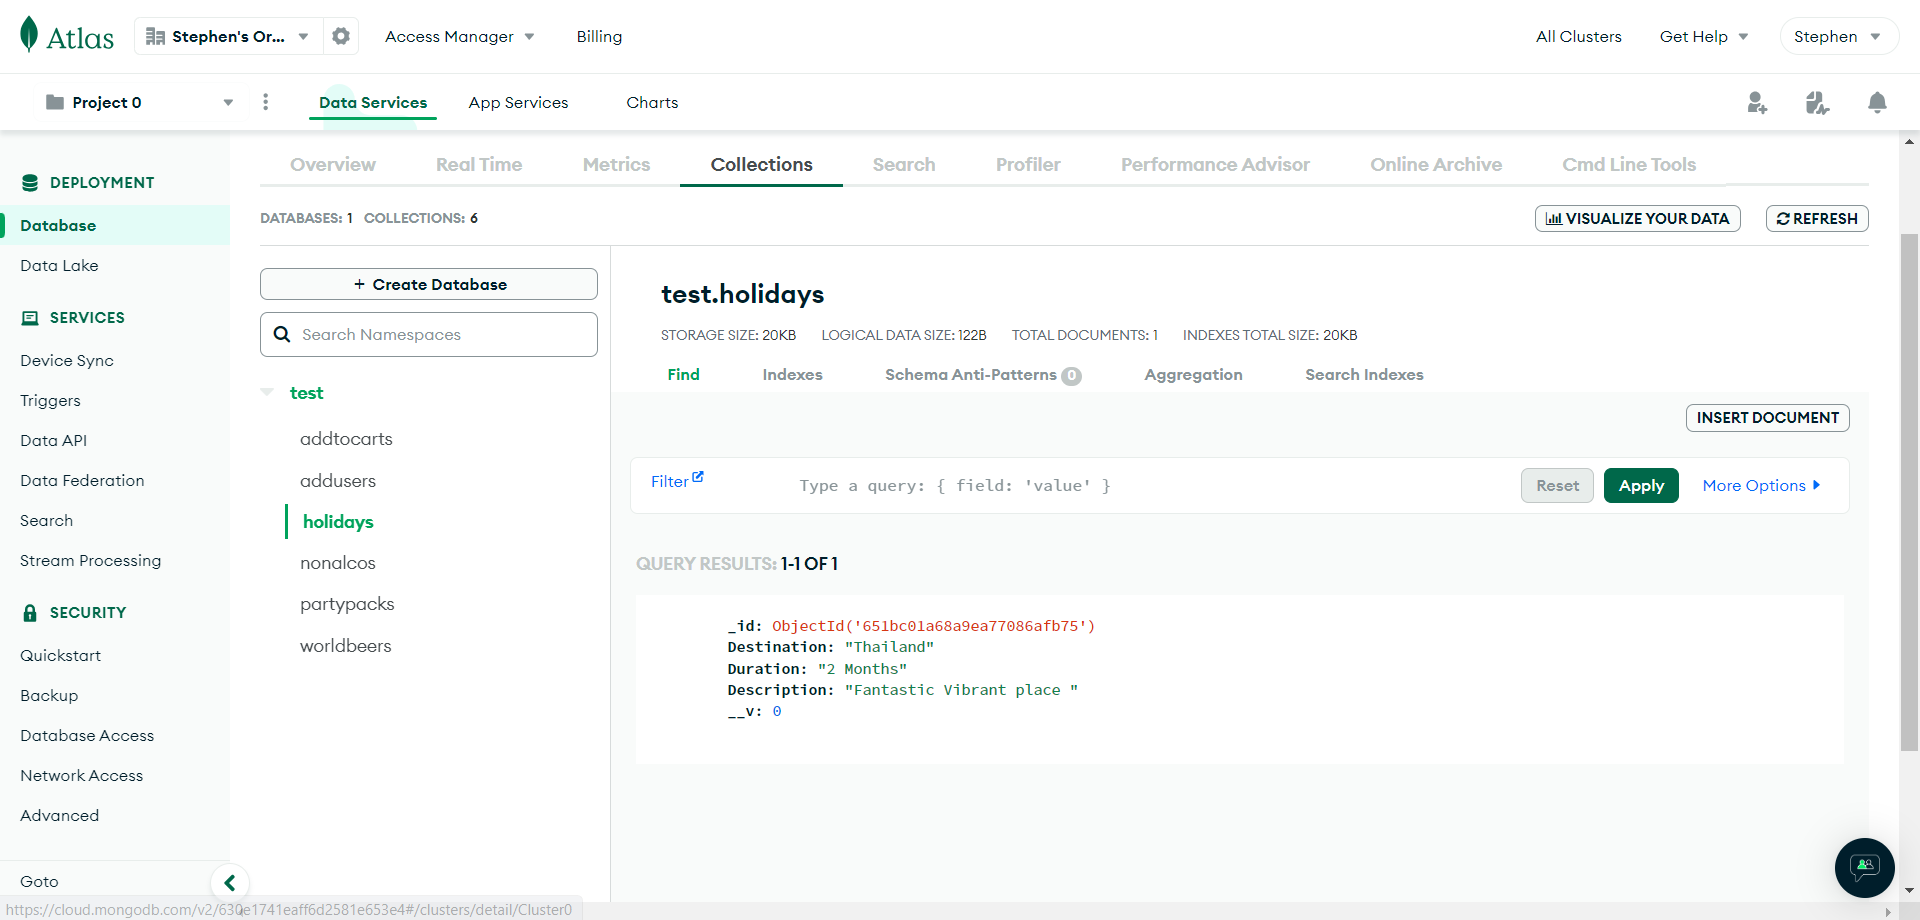 Atlas
Stephen's Or...
Access Manager
Billing
All Clusters
Get Help
Stephen
Project 0
Data Services
App Services
Charts
DEPLOYMENT
Database
Data Lake
SERVICES
Device Sync
Triggers
Data API
Data Federation
Search
Stream Processing
SECURITY
Quickstart
Backup
Database Access
Network Access
Advanced
Goto
Overview
Real Time
Metrics
Collections
Search
Profiler
Performance Advisor
Online Archive
Cmd Line Tools
DATABASES: 1 COLLECTIONS: 6
VISUALIZE YOUR DATA
REFRESH
+ Create Database
Search Namespaces
test
addtocarts
addusers
holidays
nonalcos
partypacks
worldbeers
test.holidays
STORAGE SIZE: 20KB LOGICAL DATA SIZE: 122B TOTAL DOCUMENTS: 1 INDEXES TOTAL SIZE: 20KB
Find
Indexes
Schema Anti-Patterns 0
Aggregation
Search Indexes
INSERT DOCUMENT
Filter
Type a query: { field: 'value' }
Reset
Apply
More Options
QUERY RESULTS: 1-1 OF 1
_id: ObjectId('651bc01a68a9ea77086afb75')
Destination: "Thailand"
Duration: "2 Months"
Description: "Fantastic Vibrant place "
__v: 0
https://cloud.mongodb.com/v2/630e1741eaff6d2581e653e4#/clusters/detail/Cluster0